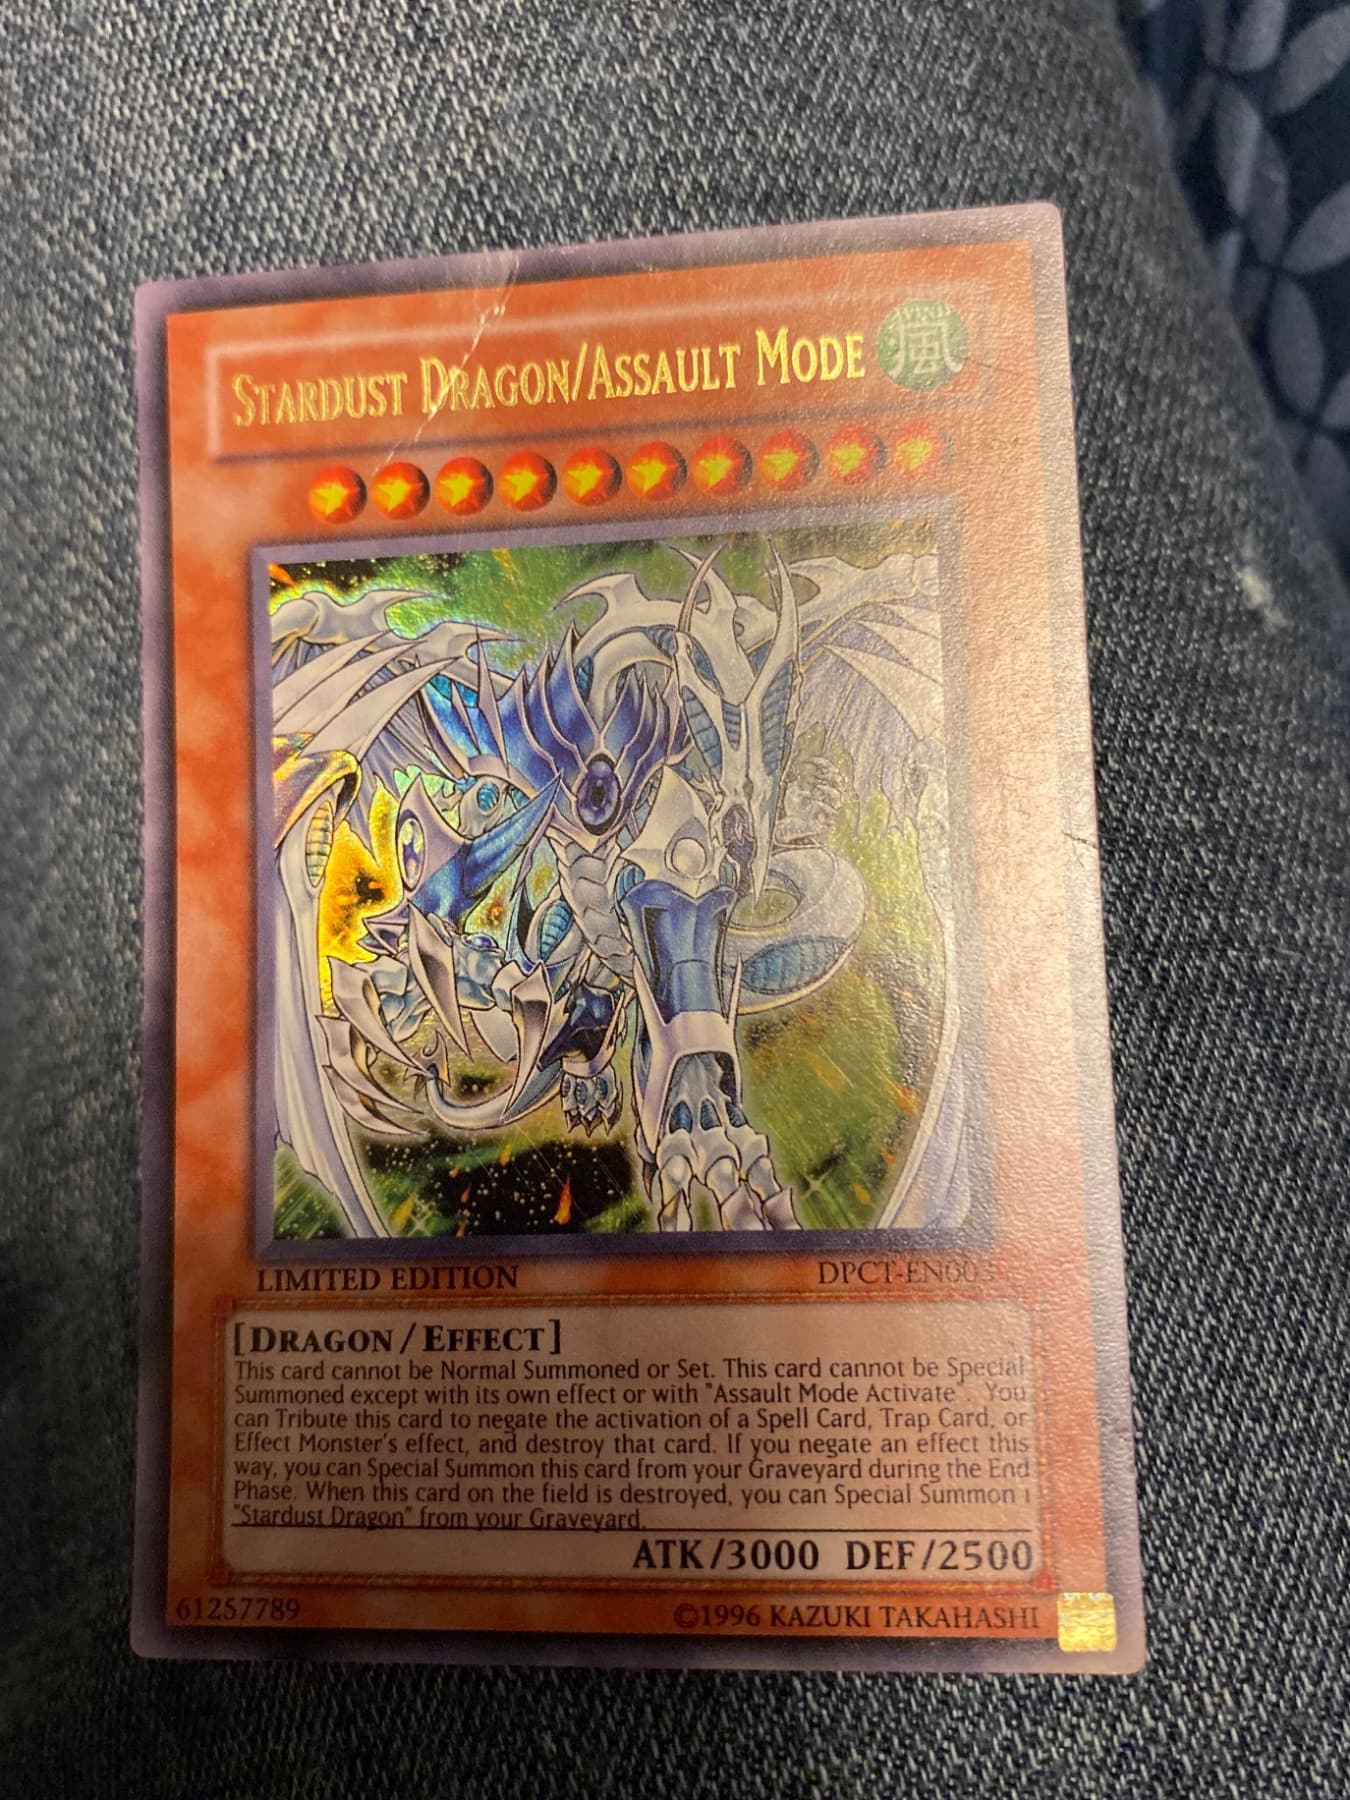 STARDUST DRAGON/ASSAULT MODE
WIND
風
LIMITED EDITION
DPCT-EN003
[DRAGON/EFFECT]
This card cannot be Normal Summoned or Set. This card cannot be Special
Summoned except with its own effect or with "Assault Mode Activate". You
can Tribute this card to negate the activation of a Spell Card, Trap Card, or
Effect Monster's effect, and destroy that card. If you negate an effect this
way, you can Special Summon this card from your Graveyard during the End
Phase. When this card on the field is destroyed, you can Special Summon 1
"Stardust Dragon" from your Graveyard.
ATK/3000 DEF/2500
61257789
©1996 KAZUKI TAKAHASHI